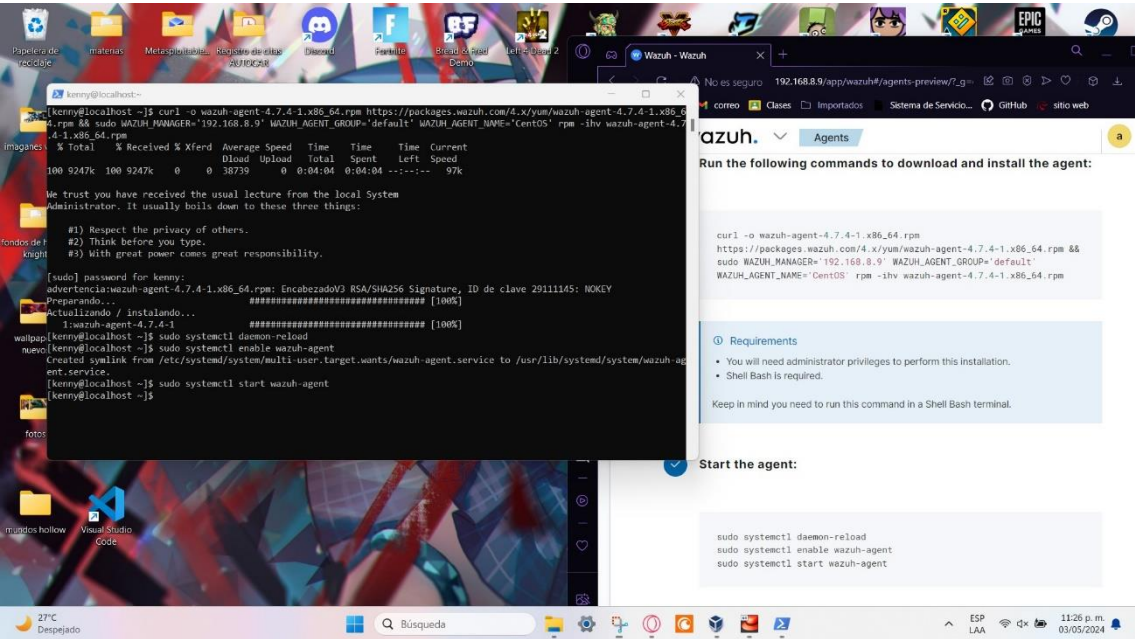 Papelera de
reciclaje
materias
Metasploitable...
Registro de citas
AUTOGAR
Discord
Fortnite
Bread & Fred
Demo
Left 4 Dead 2
EPIC
GAMES
Wazuh - Wazuh
No es seguro 192.168.8.9/app/wazuh#/agents-preview/?_g=
correo Clases Importados Sistema de Servicio... GitHub sitio web
azuh. Agents a
Run the following commands to download and install the agent:
curl -o wazuh-agent-4.7.4-1.x86_64.rpm
https://packages.wazuh.com/4.x/yum/wazuh-agent-4.7.4-1.x86_64.rpm &&
sudo WAZUH_MANAGER='192.168.8.9' WAZUH_AGENT_GROUP='default'
WAZUH_AGENT_NAME='CentOS' rpm -ihv wazuh-agent-4.7.4-1.x86_64.rpm
Requirements
• You will need administrator privileges to perform this installation.
• Shell Bash is required.
Keep in mind you need to run this command in a Shell Bash terminal.
Start the agent:
sudo systemctl daemon-reload
sudo systemctl enable wazuh-agent
sudo systemctl start wazuh-agent
kenny@localhost:~
[kenny@localhost ~]$ curl -o wazuh-agent-4.7.4-1.x86_64.rpm https://packages.wazuh.com/4.x/yum/wazuh-agent-4.7.4-1.x86_6
4.rpm && sudo WAZUH_MANAGER='192.168.8.9' WAZUH_AGENT_GROUP='default' WAZUH_AGENT_NAME='CentOS' rpm -ihv wazuh-agent-4.7
.4-1.x86_64.rpm
% Total % Received % Xferd Average Speed Time Time Time Current
Dload Upload Total Spent Left Speed
100 9247k 100 9247k 0 0 38739 0 0:04:04 0:04:04 --:--:-- 97k
We trust you have received the usual lecture from the local System
Administrator. It usually boils down to these three things:
#1) Respect the privacy of others.
#2) Think before you type.
#3) With great power comes great responsibility.
[sudo] password for kenny:
advertencia:wazuh-agent-4.7.4-1.x86_64.rpm: EncabezadoV3 RSA/SHA256 Signature, ID de clave 29111145: NOKEY
Preparando... ################################# [100%]
Actualizando / instalando...
1:wazuh-agent-4.7.4-1 ################################# [100%]
[kenny@localhost ~]$ sudo systemctl daemon-reload
[kenny@localhost ~]$ sudo systemctl enable wazuh-agent
Created symlink from /etc/systemd/system/multi-user.target.wants/wazuh-agent.service to /usr/lib/systemd/system/wazuh-ag
ent.service.
[kenny@localhost ~]$ sudo systemctl start wazuh-agent
[kenny@localhost ~]$
imaganes
fondos de
knight
wallpap
nuevo
fotos
mundos hollow
Visual Studio
Code
27°C
Despejado
Búsqueda
ESP
LAA
11:26 p. m.
03/05/2024